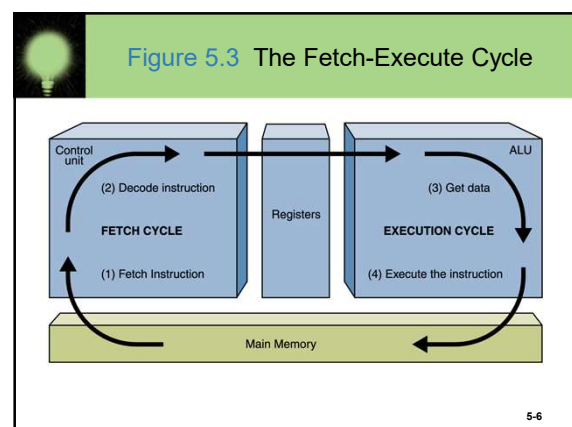 Figure 5.3 The Fetch-Execute Cycle
Control
unit
ALU
(2) Decode instruction
(3) Get data
Registers
FETCH CYCLE
EXECUTION CYCLE
(1) Fetch Instruction
(4) Execute the instruction
Main Memory
5-6